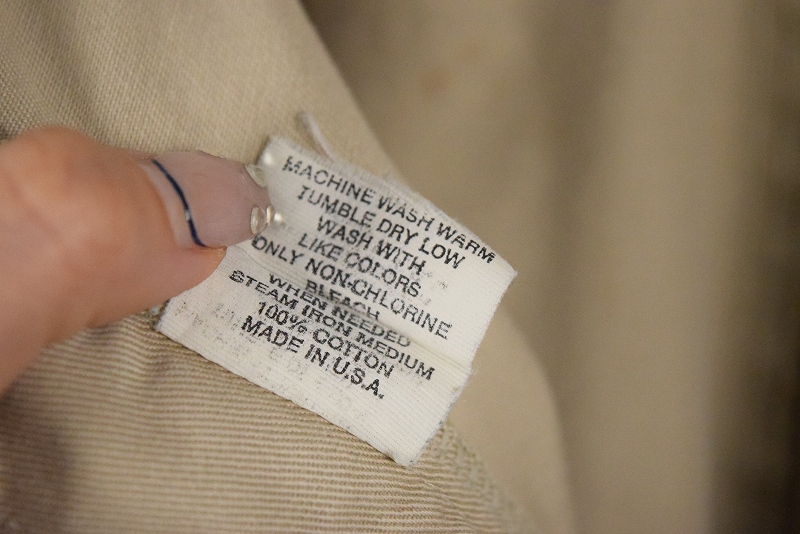 MACHINE WASH WARM
TUMBLE DRY LOW
WASH WITH
LIKE COLORS
ONLY NON-CHLORINE
BLEACH
WHEN NEEDED
STEAM IRON MEDIUM
100% COTTON
MADE IN U.S.A.